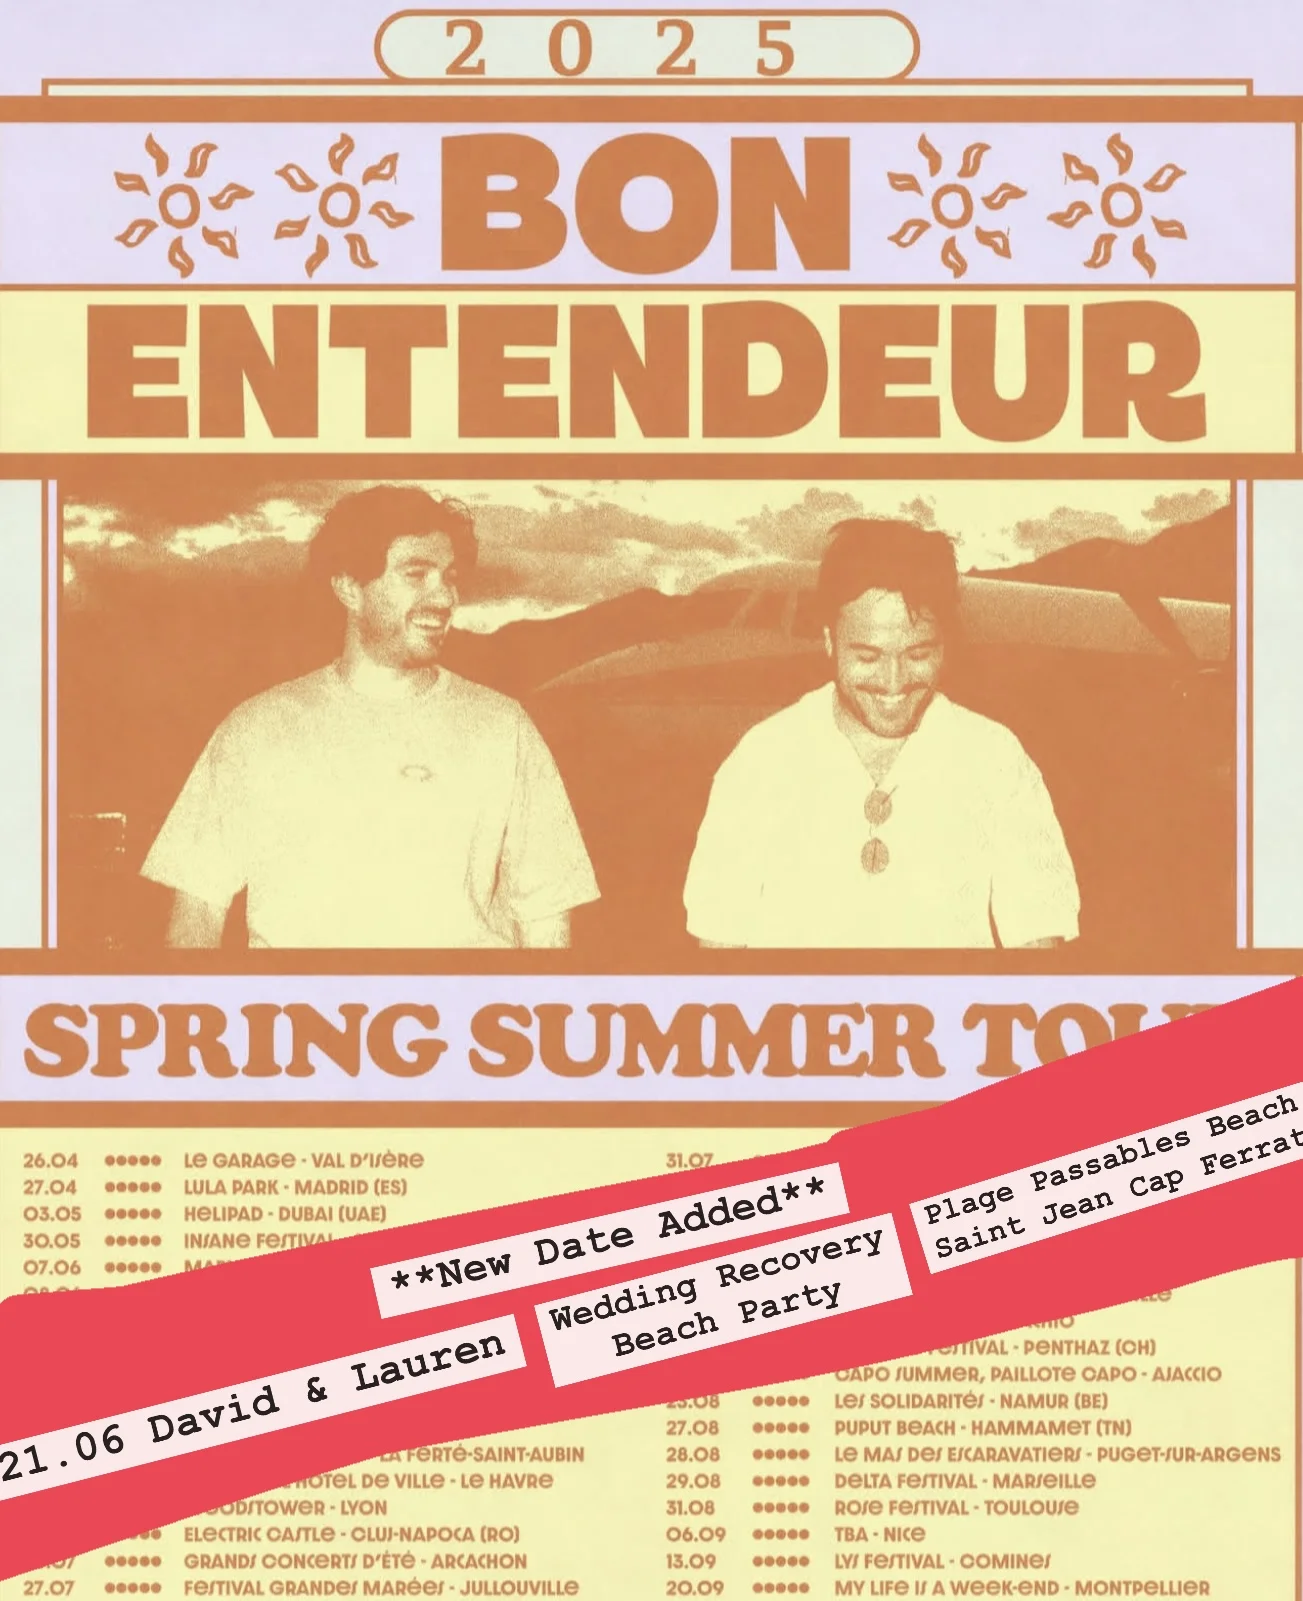 2025
BON
ENTENDEUR
SPRING SUMMER
26.04 ●●●●● Le GARAGE - VAL D'ISÈRE
27.04 ●●●●● LULA PARK - MADRID (ES)
03.05 ●●●●● HELIPAD - DUBAI (UAE)
30.05 ●●●●● INSANE FESTIVAL
07.06 ●●●●●
LA FERTÉ-SAINT-AUBIN
HOTEL DE VILLE - LE HAVRE
- LYON
ELECTRIC CASTLE - CLUJ-NAPOCA (RO)
GRANDS CONCERTS D'ÉTÉ - ARCACHON
27.07 ●●●●● FESTIVAL GRANDES MARÉES - JULLOUVILLE
31.07
- PENTHAZ (CH)
CAPO SUMMER, PAILLOTE CAPO - AJACCIO
●●●●● LES SOLIDARITÉS - NAMUR (BE)
27.08 ●●●●● PUPUT BEACH - HAMMAMET (TN)
28.08 ●●●●● LE MAS DES ESCARAVATIERS - PUGET-SUR-ARGENS
29.08 ●●●●● DELTA FESTIVAL - MARSEILLE
31.08 ●●●●● ROSE FESTIVAL - TOULOUSE
06.09 ●●●●● TBA - NICE
13.09 ●●●●● LYS FESTIVAL - COMINES
20.09 ●●●●● MY LIFE IS A WEEK-END - MONTPELLIER
**New Date Added**
21.06 David & Lauren
Wedding Recovery
Beach Party
Plage Passables Beach
Saint Jean Cap Ferrat